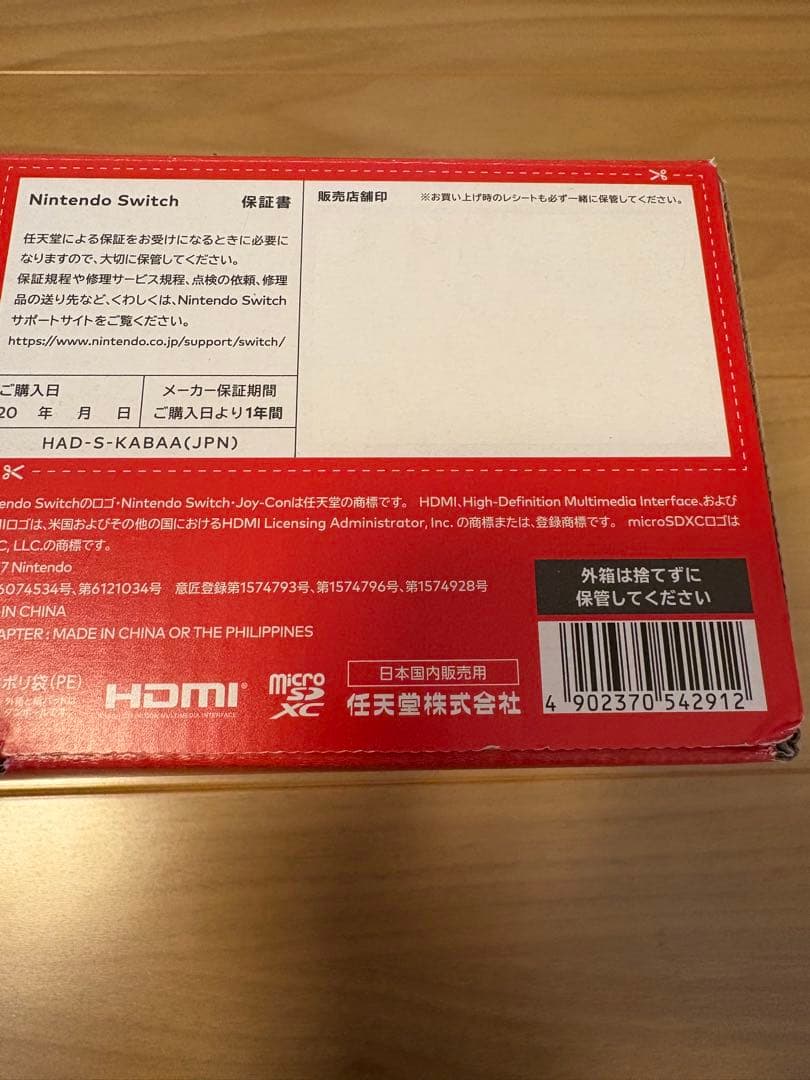 Nintendo Switch 保証書
任天堂による保証をお受けになるときに必要に
なりますので、大切に保管してください。
保証規程や修理サービス規程、点検の依頼、修理
品の送り先など、くわしくは、Nintendo Switch
サポートサイトをご覧ください。
https://www.nintendo.co.jp/support/switch/
ご購入日
20 年 月 日
メーカー保証期間
ご購入日より1年間
HAD-S-KABAA(JPN)
販売店舗印 ※お買い上げ時のレシートも必ず一緒に保管してください。
endo Switchのロゴ・Nintendo Switch・Joy-Conは任天堂の商標です。 HDMI、High-Definition Multimedia Interface、および
MIロゴは、米国およびその他の国におけるHDMI Licensing Administrator, Inc. の商標または、登録商標です。 microSDXCロゴは
C, LLC.の商標です。
7 Nintendo
6074534号、第6121034号 意匠登録第1574793号、第1574796号、第1574928号
IN CHINA
APTER : MADE IN CHINA OR THE PHILIPPINES
外箱は捨てずに
保管してください
ポリ袋(PE)
HDMI®
micro
SD
XC
日本国内販売用
任天堂株式会社
4 902370 542912